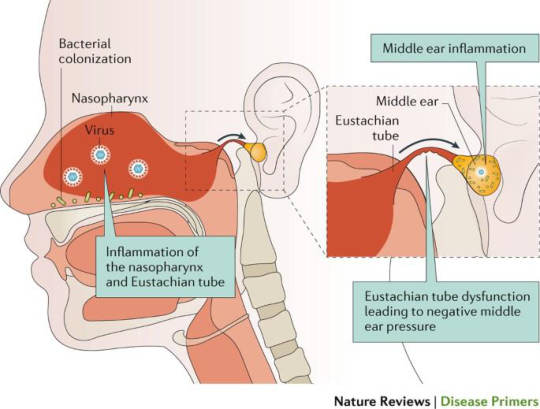 Bacterial
colonization
Nasopharynx
Virus
Inflammation of
the nasopharynx
and Eustachian tube
Middle ear inflammation
Middle ear
Eustachian
tube
Eustachian tube dysfunction
leading to negative middle
ear pressure
Nature Reviews | Disease Primers